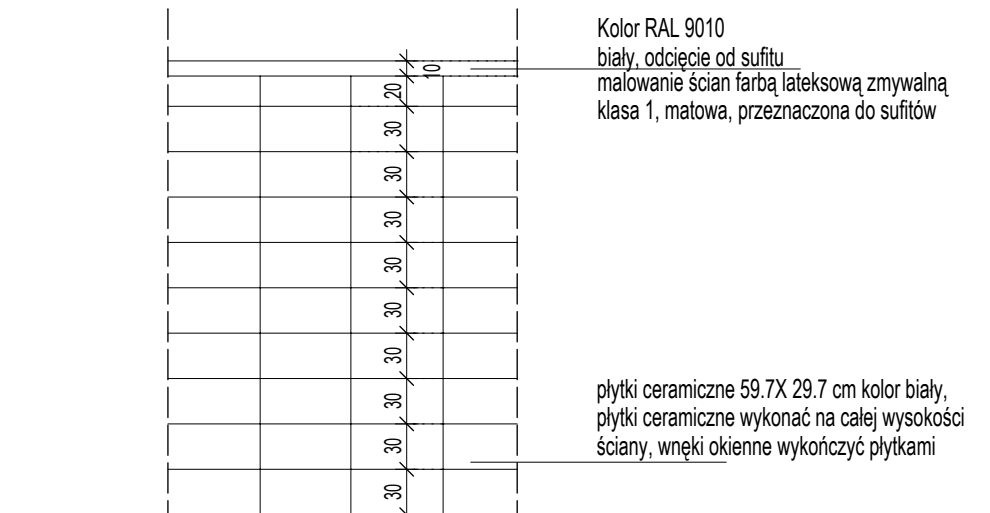 Kolor RAL 9010
biały, odcięcie od sufitu
malowanie ścian farbą lateksową zmywalną
klasa 1, matowa, przeznaczona do sufitów
10
20
30
30
30
30
30
30
30
30
30
płytki ceramiczne 59.7X 29.7 cm kolor biały,
płytki ceramiczne wykonać na całej wysokości
ściany, wnęki okienne wykończyć płytkami